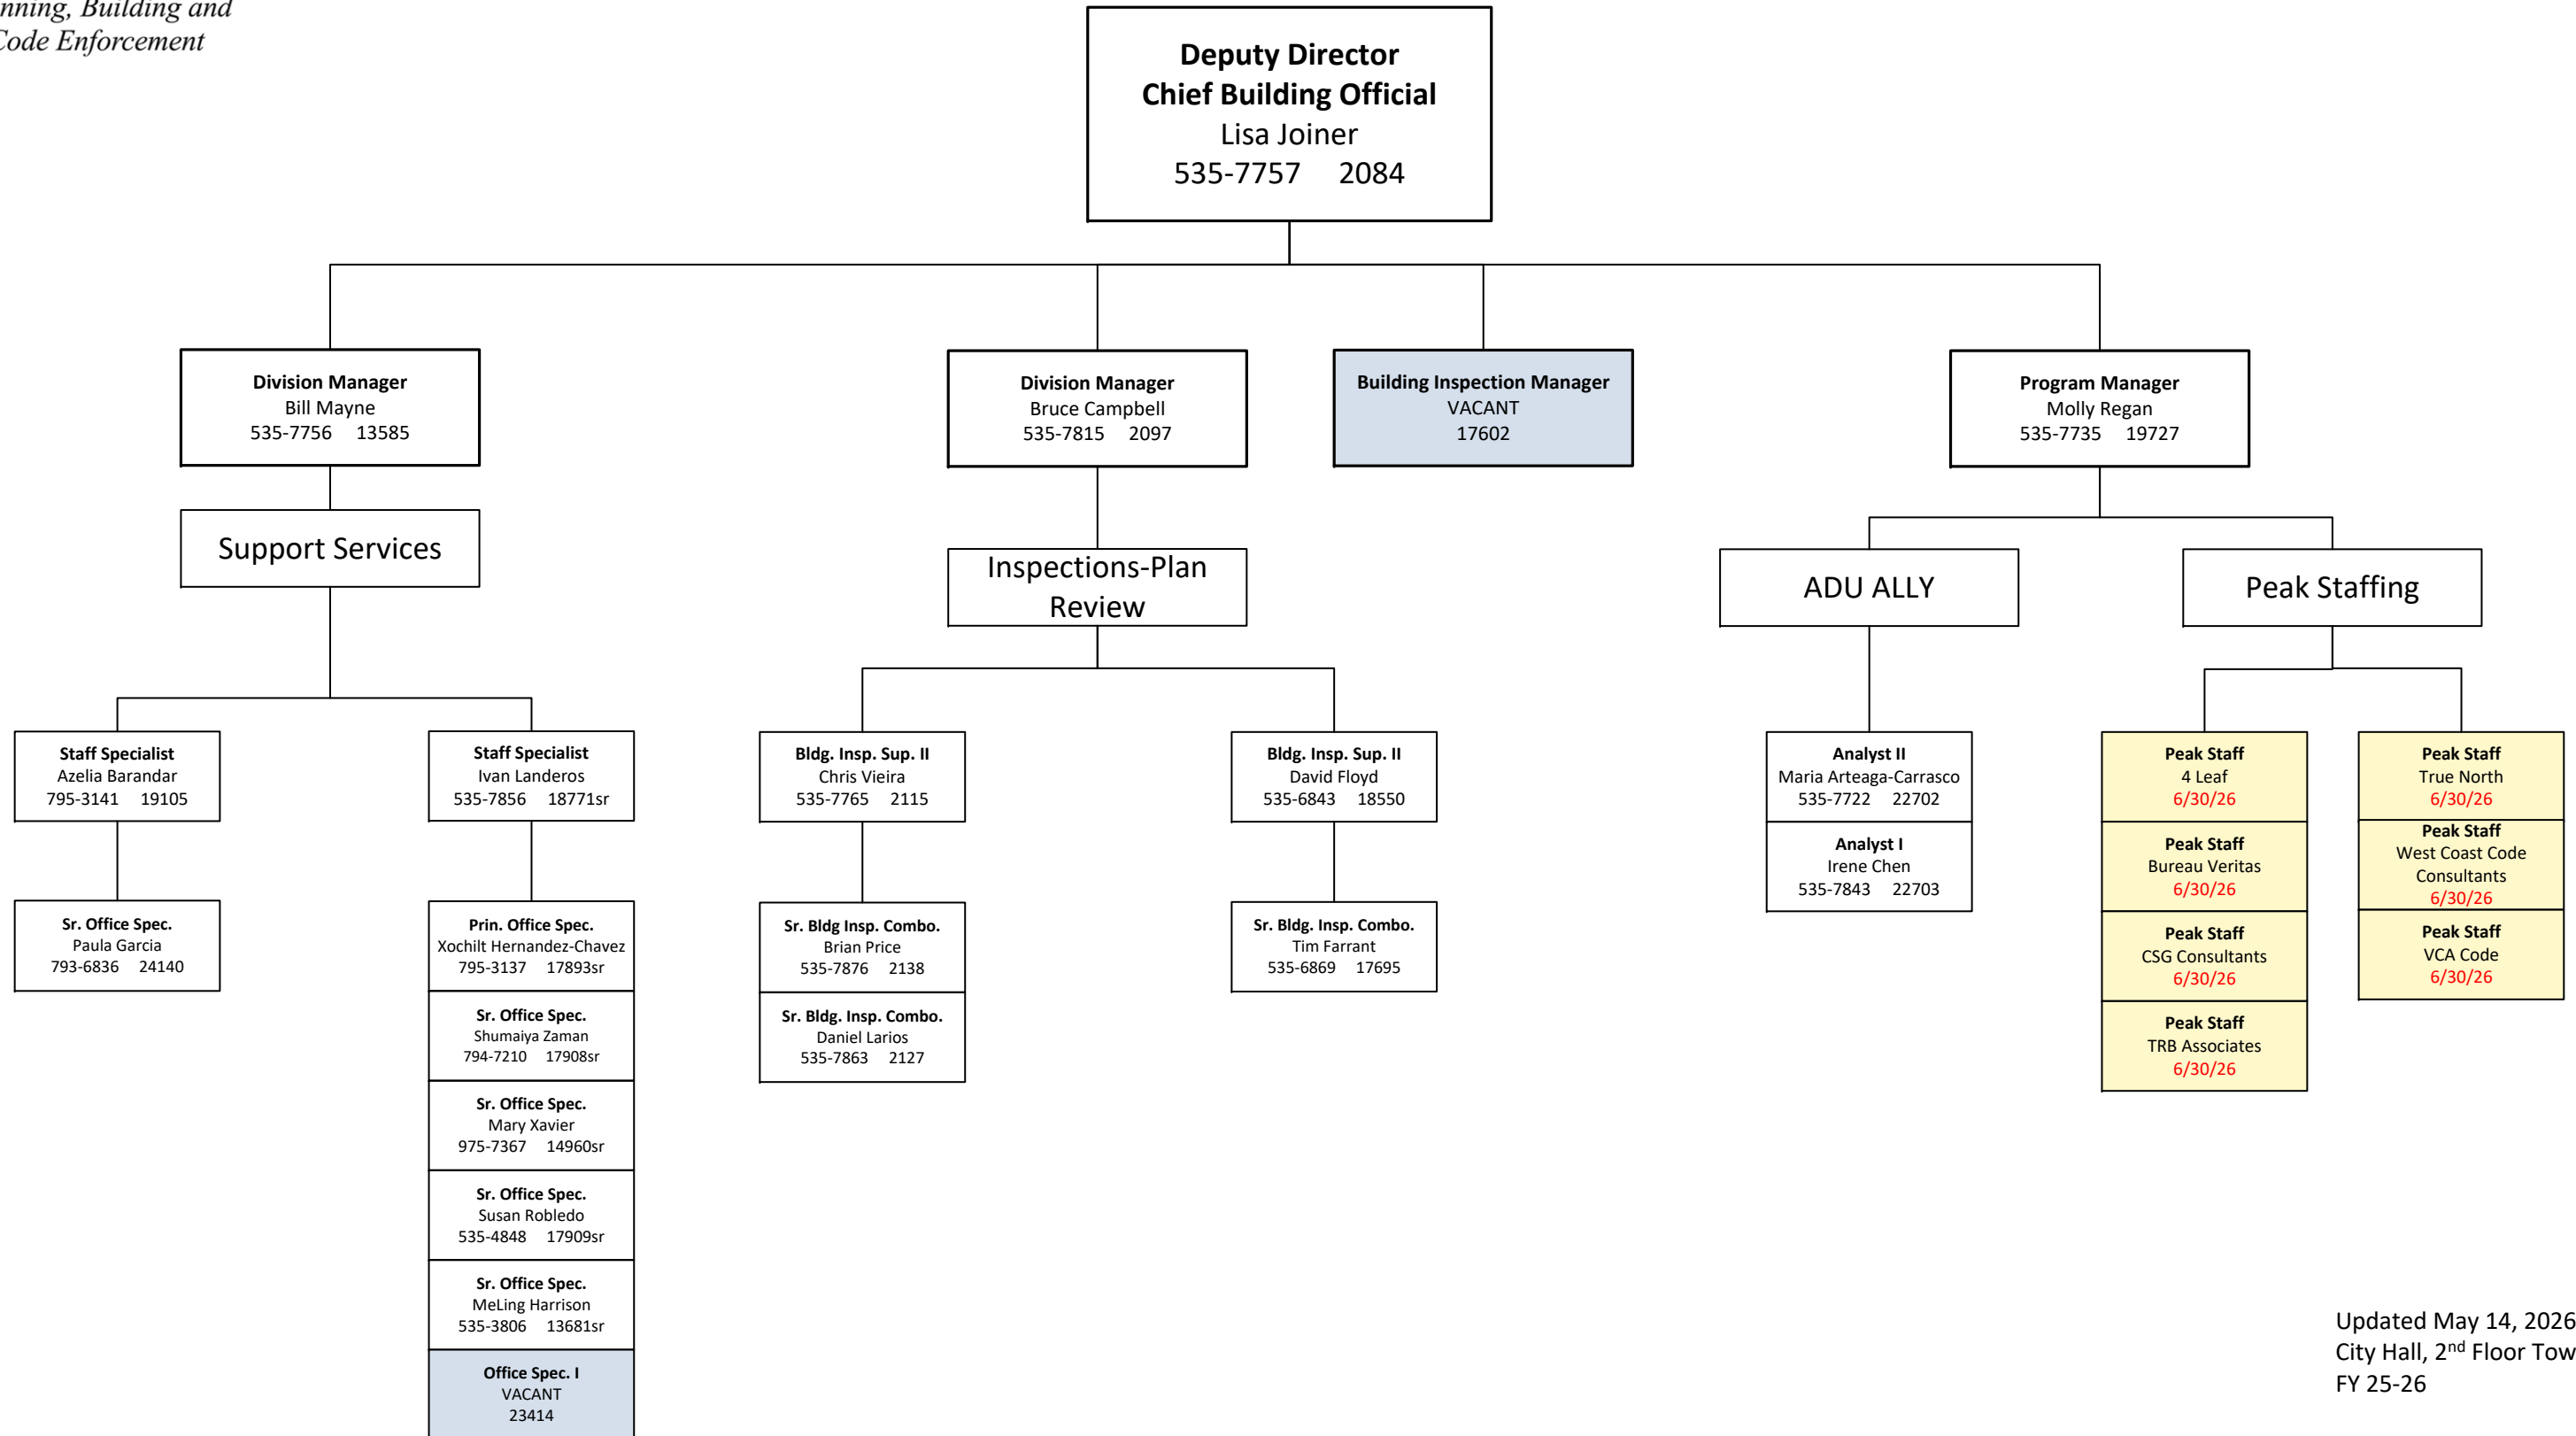 nning, Building and
Code Enforcement
Deputy Director
Chief Building Official
Lisa Joiner
535-7757 2084
Division Manager
Bill Mayne
535-7756 13585
Division Manager
Bruce Campbell
535-7815 2097
Building Inspection Manager
VACANT
17602
Program Manager
Molly Regan
535-7735 19727
Support Services
Inspections-Plan
Review
ADU ALLY
Peak Staffing
Staff Specialist
Azelia Barandar
795-3141 19105
Sr. Office Spec.
Paula Garcia
793-6836 24140
Staff Specialist
Ivan Landeros
535-7856 18771sr
Prin. Office Spec.
Xochilt Hernandez-Chavez
795-3137 17893sr
Sr. Office Spec.
Shumaiya Zaman
794-7210 17908sr
Sr. Office Spec.
Mary Xavier
975-7367 14960sr
Sr. Office Spec.
Susan Robledo
535-4848 17909sr
Sr. Office Spec.
MeLing Harrison
535-3806 13681sr
Office Spec. I
VACANT
23414
Bldg. Insp. Sup. II
Chris Vieira
535-7765 2115
Sr. Bldg Insp. Combo.
Brian Price
535-7876 2138
Sr. Bldg. Insp. Combo.
Daniel Larios
535-7863 2127
Bldg. Insp. Sup. II
David Floyd
535-6843 18550
Sr. Bldg. Insp. Combo.
Tim Farrant
535-6869 17695
Analyst II
Maria Arteaga-Carrasco
535-7722 22702
Analyst I
Irene Chen
535-7843 22703
Peak Staff
4 Leaf
6/30/26
Peak Staff
Bureau Veritas
6/30/26
Peak Staff
CSG Consultants
6/30/26
Peak Staff
TRB Associates
6/30/26
Peak Staff
True North
6/30/26
Peak Staff
West Coast Code
Consultants
6/30/26
Peak Staff
VCA Code
6/30/26
Updated May 14, 2026
City Hall, 2nd Floor Tow
FY 25-26